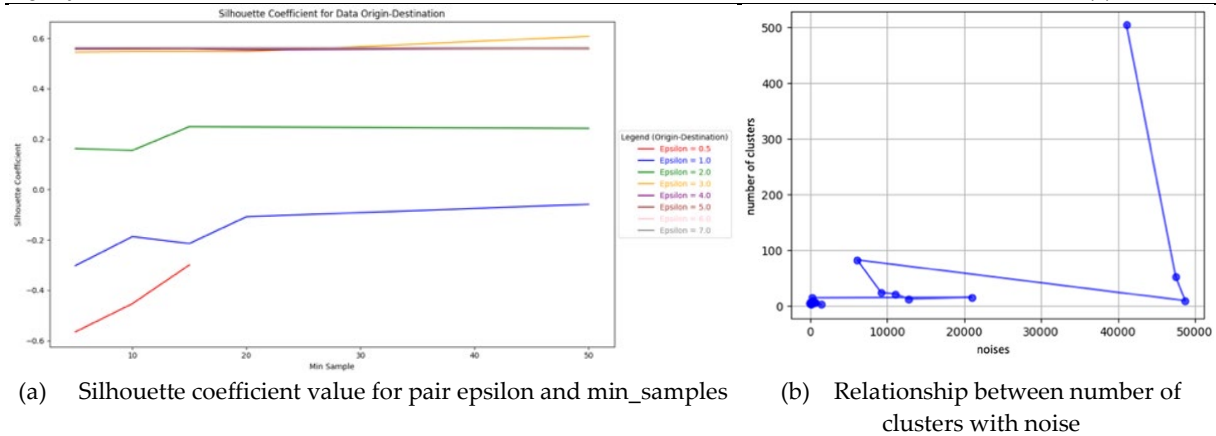 Silhouette Coefficient for Data Origin-Destination
0.6
0.4
0.2
0.0
−0.2
−0.4
−0.6
Silhouette Coefficient
10
20
30
40
50
Min Sample
Legend (Origin-Destination)
Epsilon = 0.5
Epsilon = 1.0
Epsilon = 2.0
Epsilon = 3.0
Epsilon = 4.0
Epsilon = 5.0
Epsilon = 7.0
500
400
300
200
100
0
number of clusters
0
10000
20000
30000
40000
50000
noises
(a) Silhouette coefficient value for pair epsilon and min_samples
(b) Relationship between number of
clusters with noise